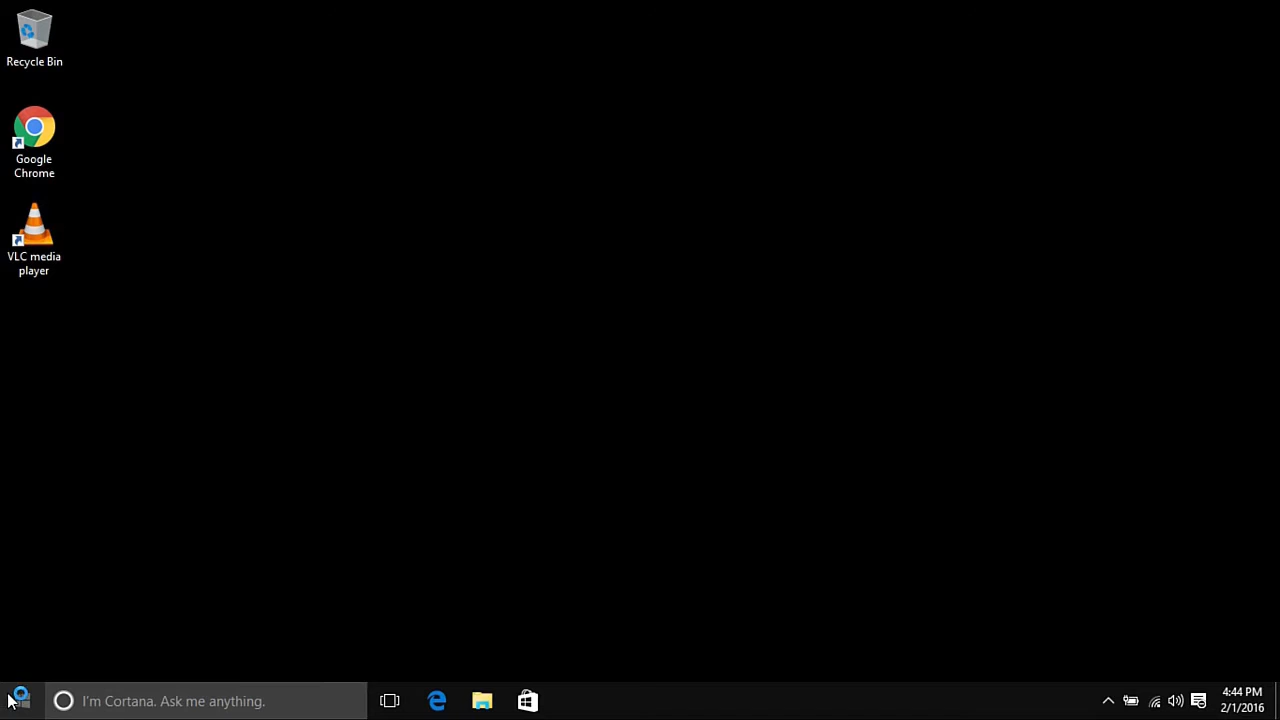 Recycle Bin
Google
Chrome
VLC media
player
I'm Cortana. Ask me anything.
4:44 PM
2/1/2016